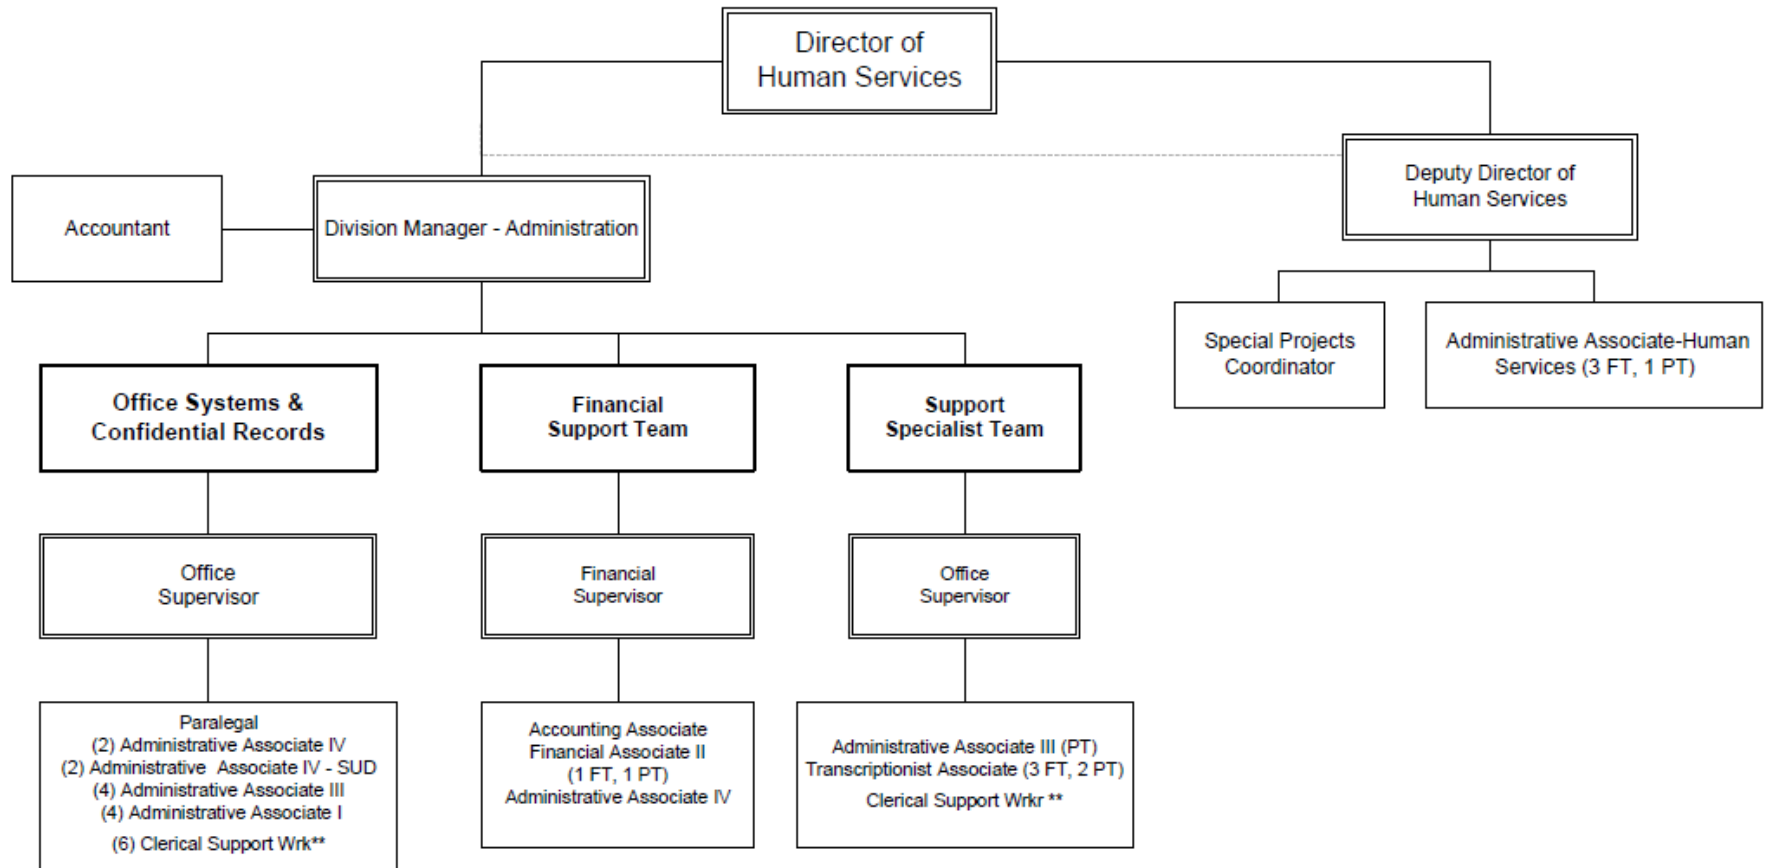 Director of
Human Services
Deputy Director of
Human Services
Accountant
Division Manager - Administration
Special Projects
Coordinator
Administrative Associate-Human
Services (3 FT, 1 PT)
Office Systems &
Confidential Records
Financial
Support Team
Support
Specialist Team
Office
Supervisor
Financial
Supervisor
Office
Supervisor
Paralegal
(2) Administrative Associate IV
(2) Administrative Associate IV - SUD
(4) Administrative Associate III
(4) Administrative Associate I
(6) Clerical Support Wrk**
Accounting Associate
Financial Associate II
(1 FT, 1 PT)
Administrative Associate IV
Administrative Associate III (PT)
Transcriptionist Associate (3 FT, 2 PT)
Clerical Support Wrkr **